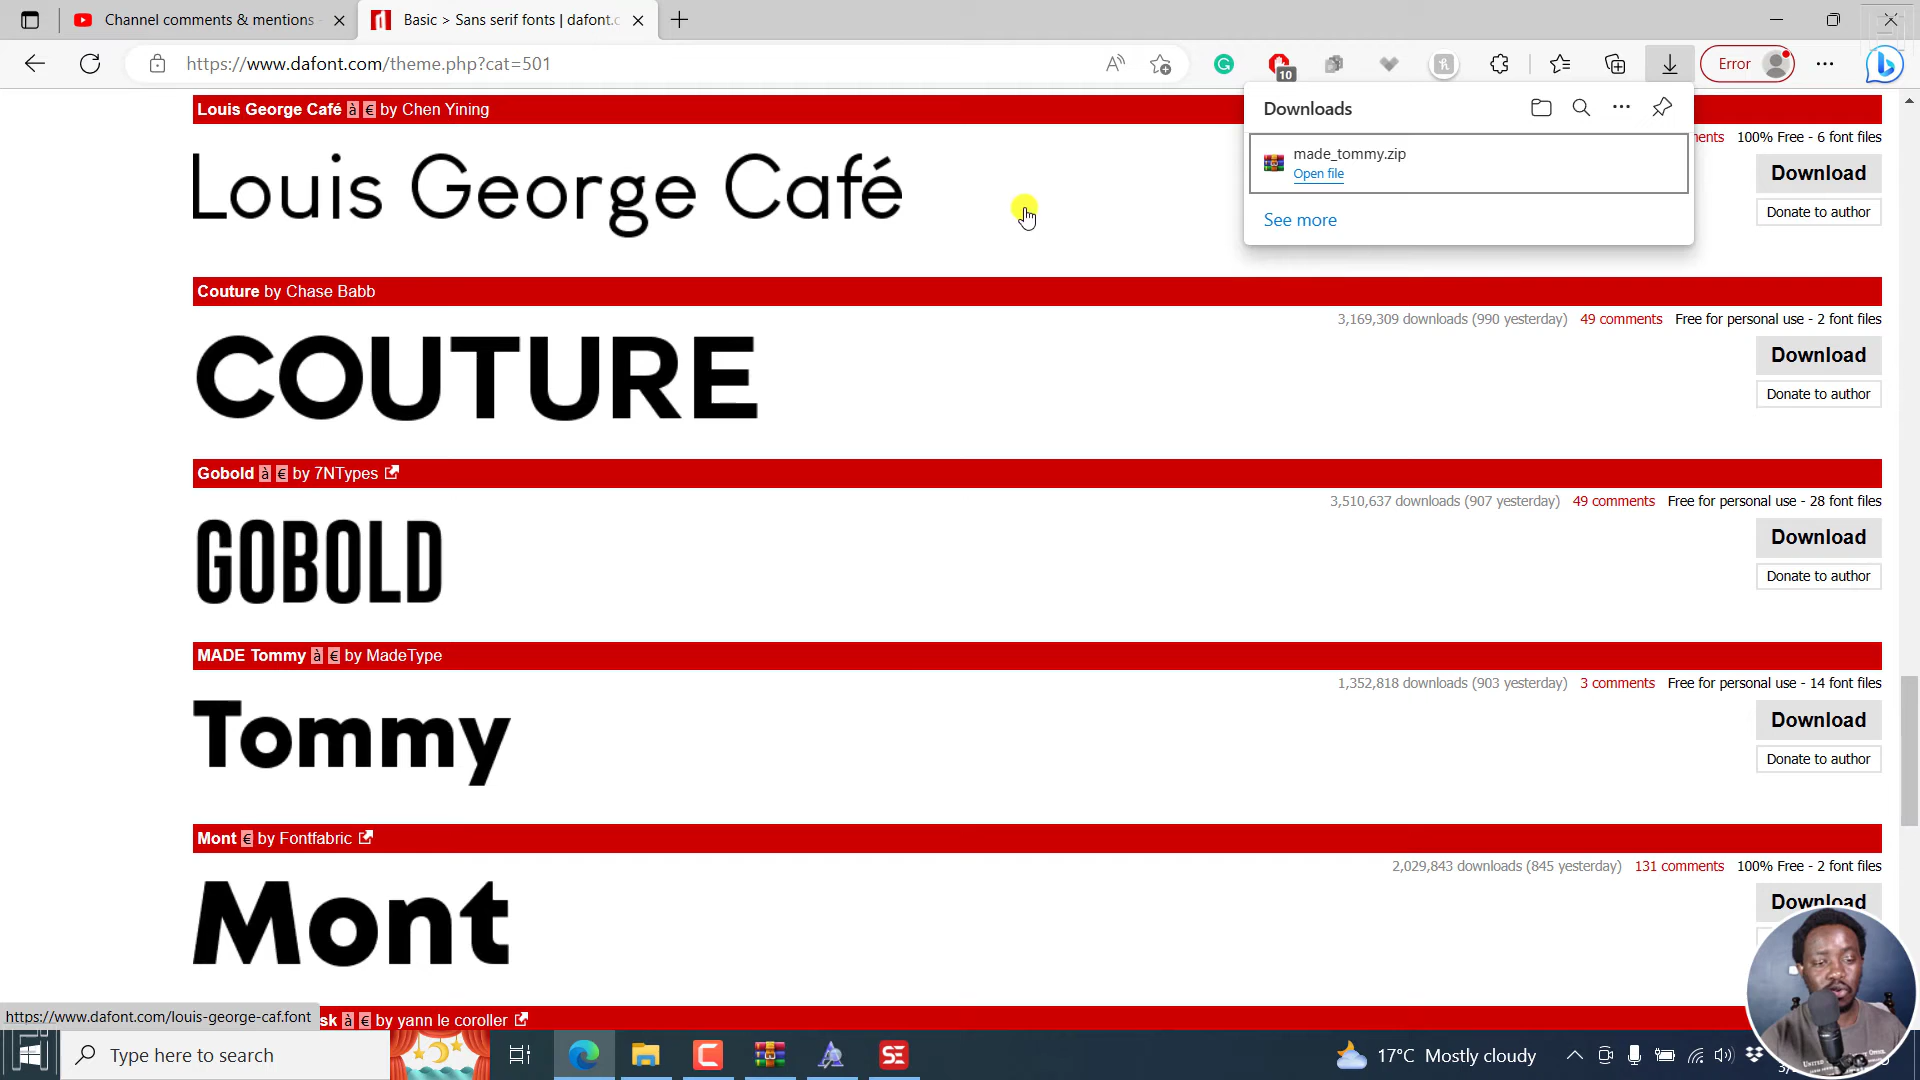 Channel comments & mentions
Basic > Sans serif fonts | dafont.c
https://www.dafont.com/theme.php?cat=501
10
Error
Downloads
made_tommy.zip
Open file
See more
Louis George Café à € by Chen Yining
ments 100% Free - 6 font files
Louis George Café
Download
Donate to author
Couture by Chase Babb
3,169,309 downloads (990 yesterday) 49 comments Free for personal use - 2 font files
COUTURE
Download
Donate to author
Gobold à € by 7NTypes
3,510,637 downloads (907 yesterday) 49 comments Free for personal use - 28 font files
GOBOLD
Download
Donate to author
MADE Tommy à € by MadeType
1,352,818 downloads (903 yesterday) 3 comments Free for personal use - 14 font files
Tommy
Download
Donate to author
Mont € by Fontfabric
2,029,843 downloads (845 yesterday) 131 comments 100% Free - 2 font files
Mont
Download
https://www.dafont.com/louis-george-caf.font
sk à € by yann le coroller
Type here to search
SE
17°C Mostly cloudy